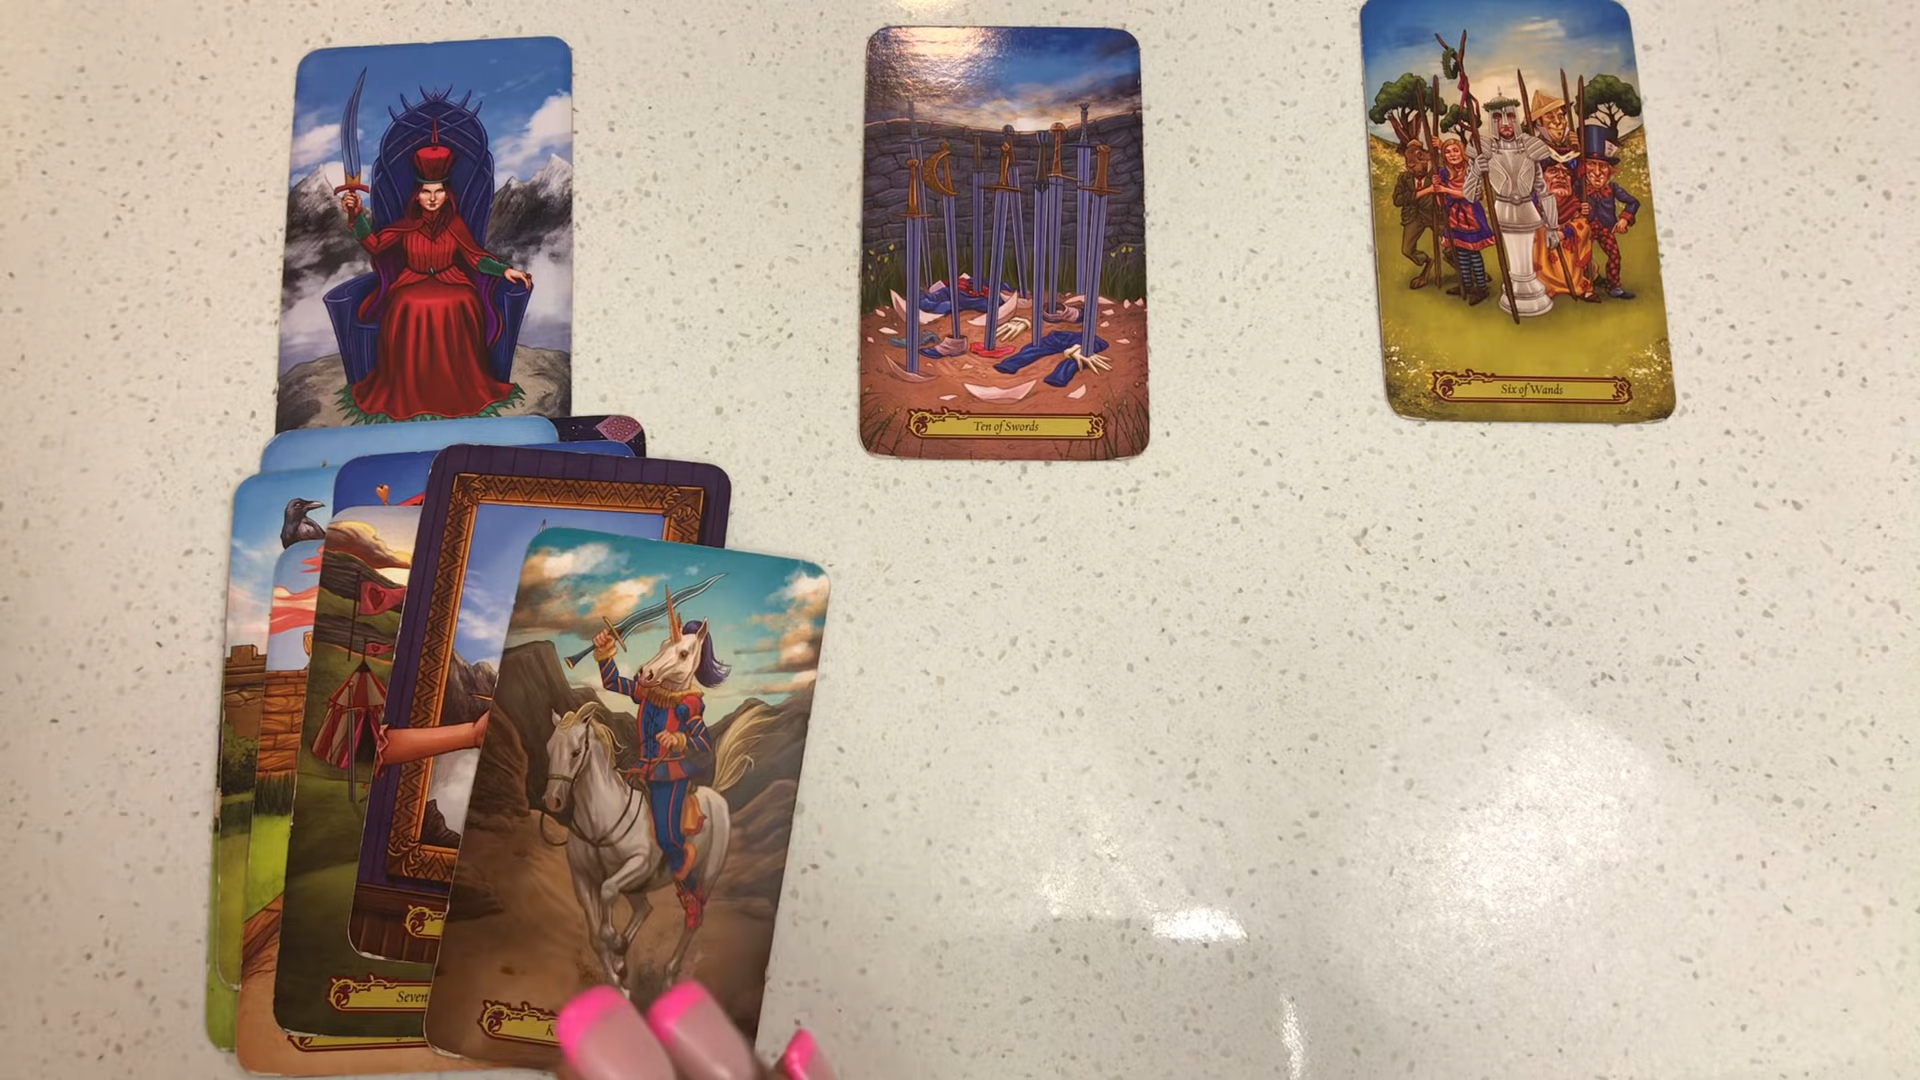 Ten of Swords
Six of Wands
Seven
K